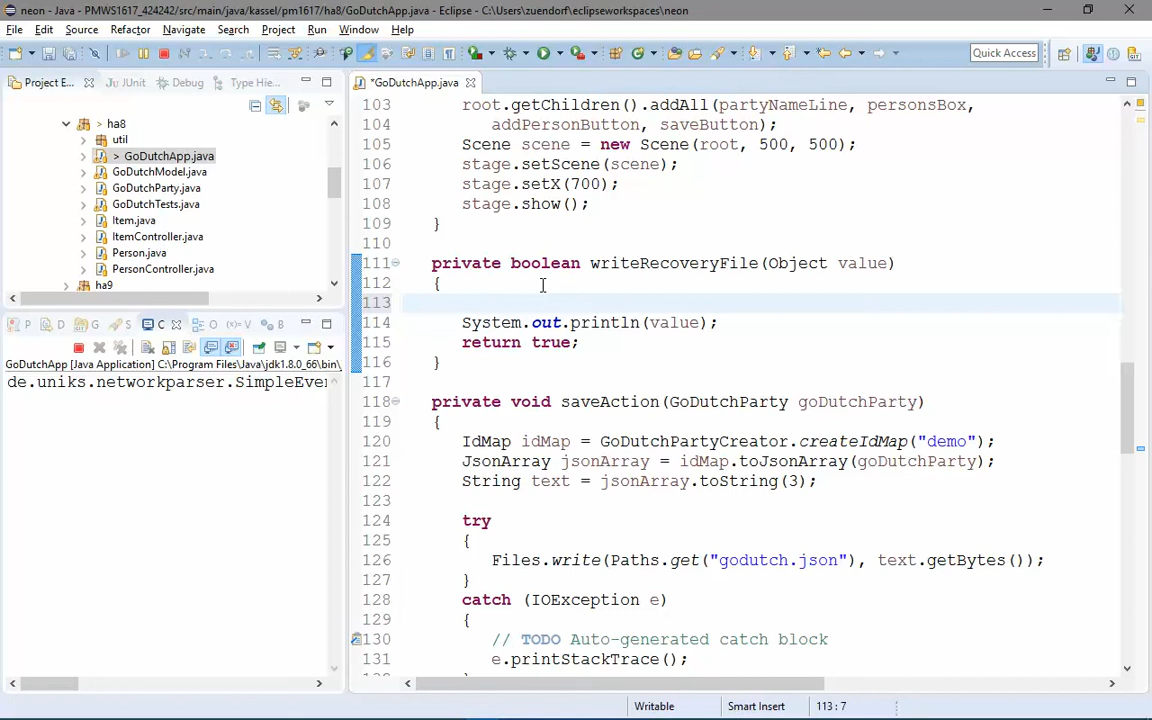 neon - Java - PMWS1617_424242/src/main/java/kassel/pm1617/ha8/GoDutchApp.java - Eclipse - C:\Users\zuendorf\eclipseworkspaces\neon
File Edit Source Refactor Navigate Search Project Run Window Help
Quick Access
Project E... JUnit Debug Type Hie...
> ha8
util
> GoDutchApp.java
GoDutchModel.java
GoDutchParty.java
GoDutchTests.java
Item.java
ItemController.java
Person.java
PersonController.java
ha9
P D G S C O B
GoDutchApp [Java Application] C:\Program Files\Java\jdk1.8.0_66\bin\
de.uniks.networkparser.SimpleEver
*GoDutchApp.java
103 root.getChildren().addAll(partyNameLine, personsBox,
104 addPersonButton, saveButton);
105 Scene scene = new Scene(root, 500, 500);
106 stage.setScene(scene);
107 stage.setX(700);
108 stage.show();
109 }
110
111 private boolean writeRecoveryFile(Object value)
112 {
113
114 System.out.println(value);
115 return true;
116 }
117
118 private void saveAction(GoDutchParty goDutchParty)
119 {
120 IdMap idMap = GoDutchPartyCreator.createIdMap("demo");
121 JsonArray jsonArray = idMap.toJsonArray(goDutchParty);
122 String text = jsonArray.toString(3);
123
124 try
125 {
126 Files.write(Paths.get("godutch.json"), text.getBytes());
127 }
128 catch (IOException e)
129 {
130 // TODO Auto-generated catch block
131 e.printStackTrace();
Writable Smart Insert 113 : 7